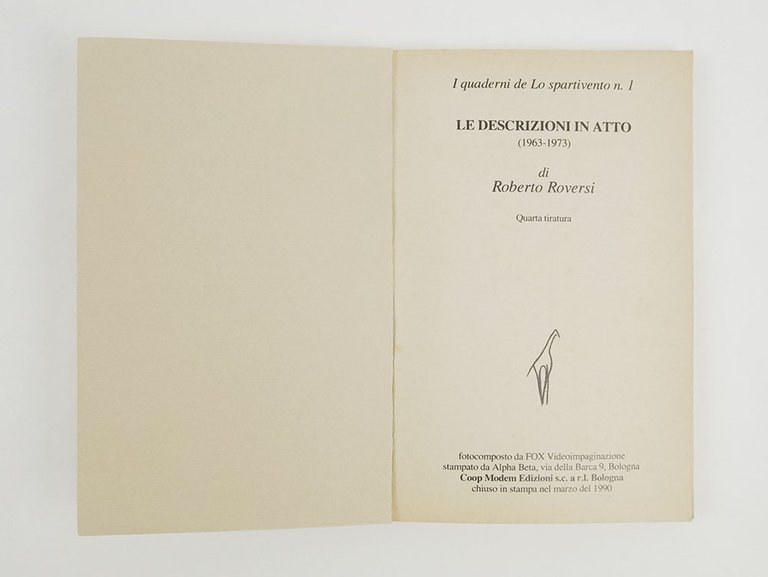 I quaderni de Lo spartivento n. 1
LE DESCRIZIONI IN ATTO
(1963-1973)
di
Roberto Roversi
Quarta tiratura
fotocomposto da FOX Videoimpaginazione
stampato da Alpha Beta, via della Barca 9, Bologna
Coop Modem Edizioni s.c. a r.l. Bologna
chiuso in stampa nel marzo del 1990